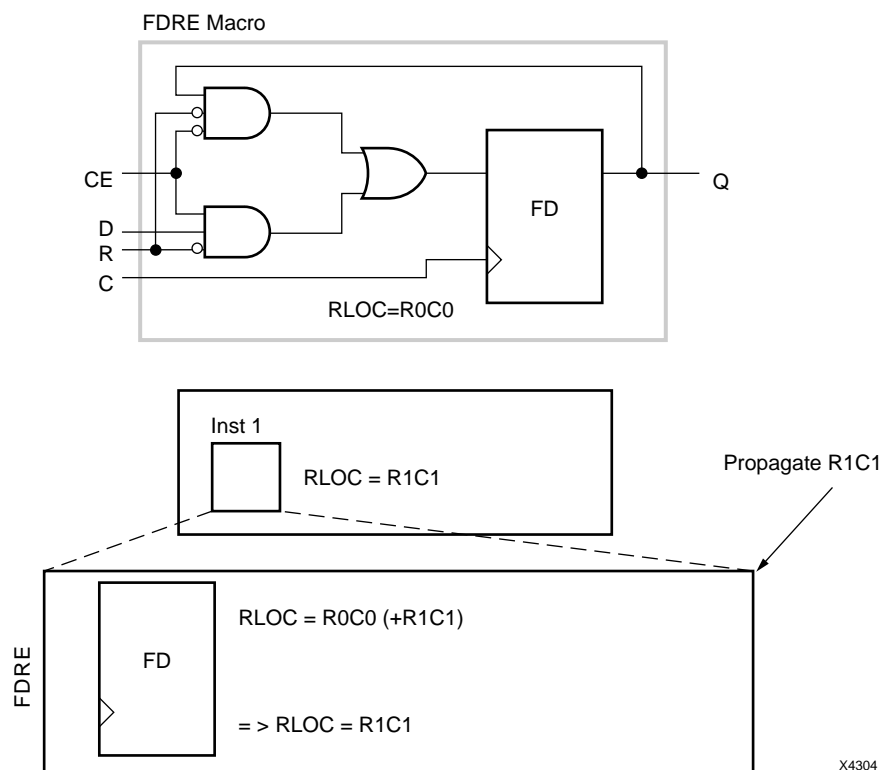 FDRE Macro
CE
D
R
C
Q
FD
RLOC=R0C0
Inst 1
RLOC = R1C1
Propagate R1C1
FDRE
FD
RLOC = R0C0 (+R1C1)
= > RLOC = R1C1
X4304